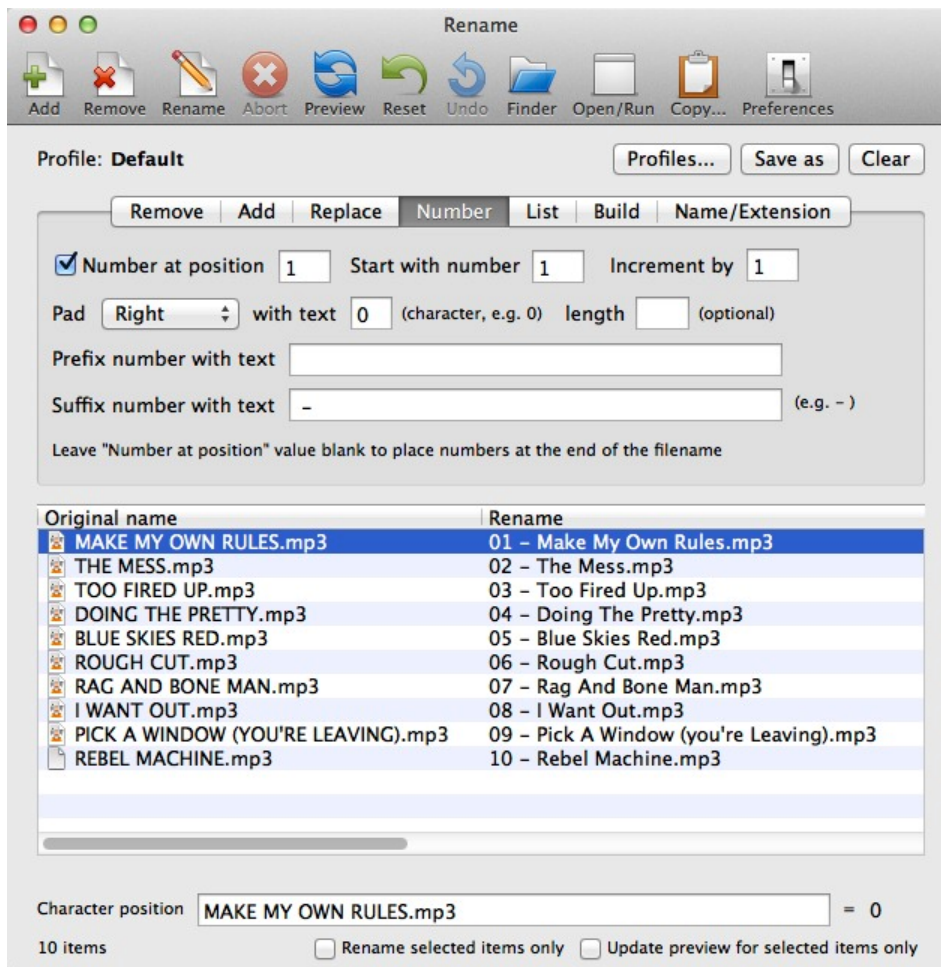 Rename
Add Remove Rename Abort Preview Reset Undo Finder Open/Run Copy... Preferences
Profile: Default Profiles... Save as Clear
Remove Add Replace Number List Build Name/Extension
Number at position 1 Start with number 1 Increment by 1
Pad Right with text 0 (character, e.g. 0) length (optional)
Prefix number with text
Suffix number with text – (e.g. – )
Leave "Number at position" value blank to place numbers at the end of the filename
Original name Rename
MAKE MY OWN RULES.mp3 01 – Make My Own Rules.mp3
THE MESS.mp3 02 – The Mess.mp3
TOO FIRED UP.mp3 03 – Too Fired Up.mp3
DOING THE PRETTY.mp3 04 – Doing The Pretty.mp3
BLUE SKIES RED.mp3 05 – Blue Skies Red.mp3
ROUGH CUT.mp3 06 – Rough Cut.mp3
RAG AND BONE MAN.mp3 07 – Rag And Bone Man.mp3
I WANT OUT.mp3 08 – I Want Out.mp3
PICK A WINDOW (YOU'RE LEAVING).mp3 09 – Pick A Window (you're Leaving).mp3
REBEL MACHINE.mp3 10 – Rebel Machine.mp3
Character position MAKE MY OWN RULES.mp3 = 0
10 items Rename selected items only Update preview for selected items only